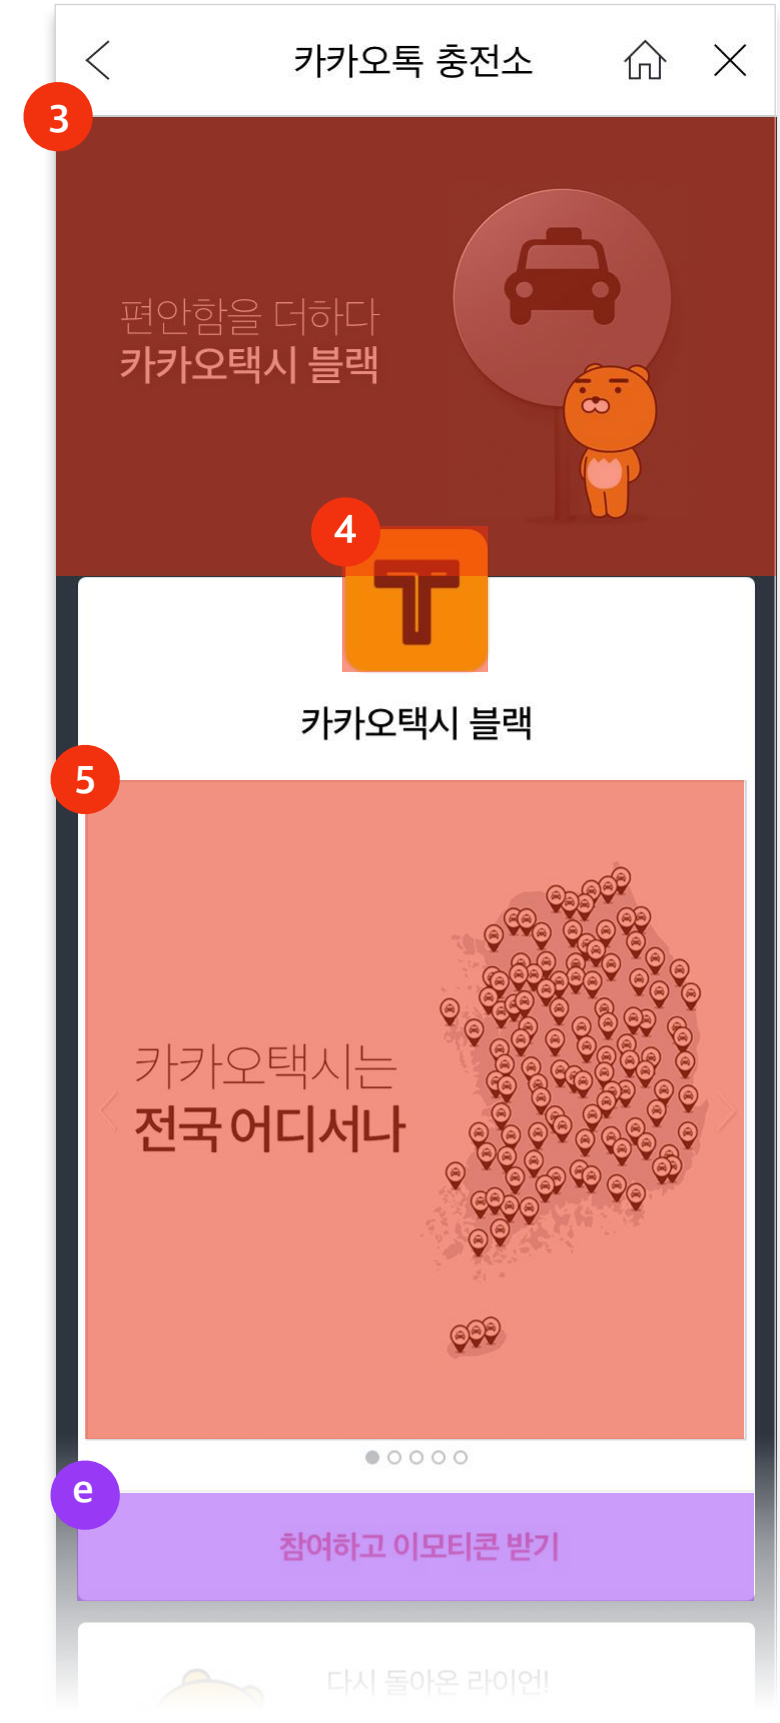 카카오톡 충전소
3
편안함을 더하다
카카오택시 블랙
4
T
카카오택시 블랙
5
카카오택시는
전국 어디서나
e
참여하고 이모티콘 받기
다시 돌아온 라이언!